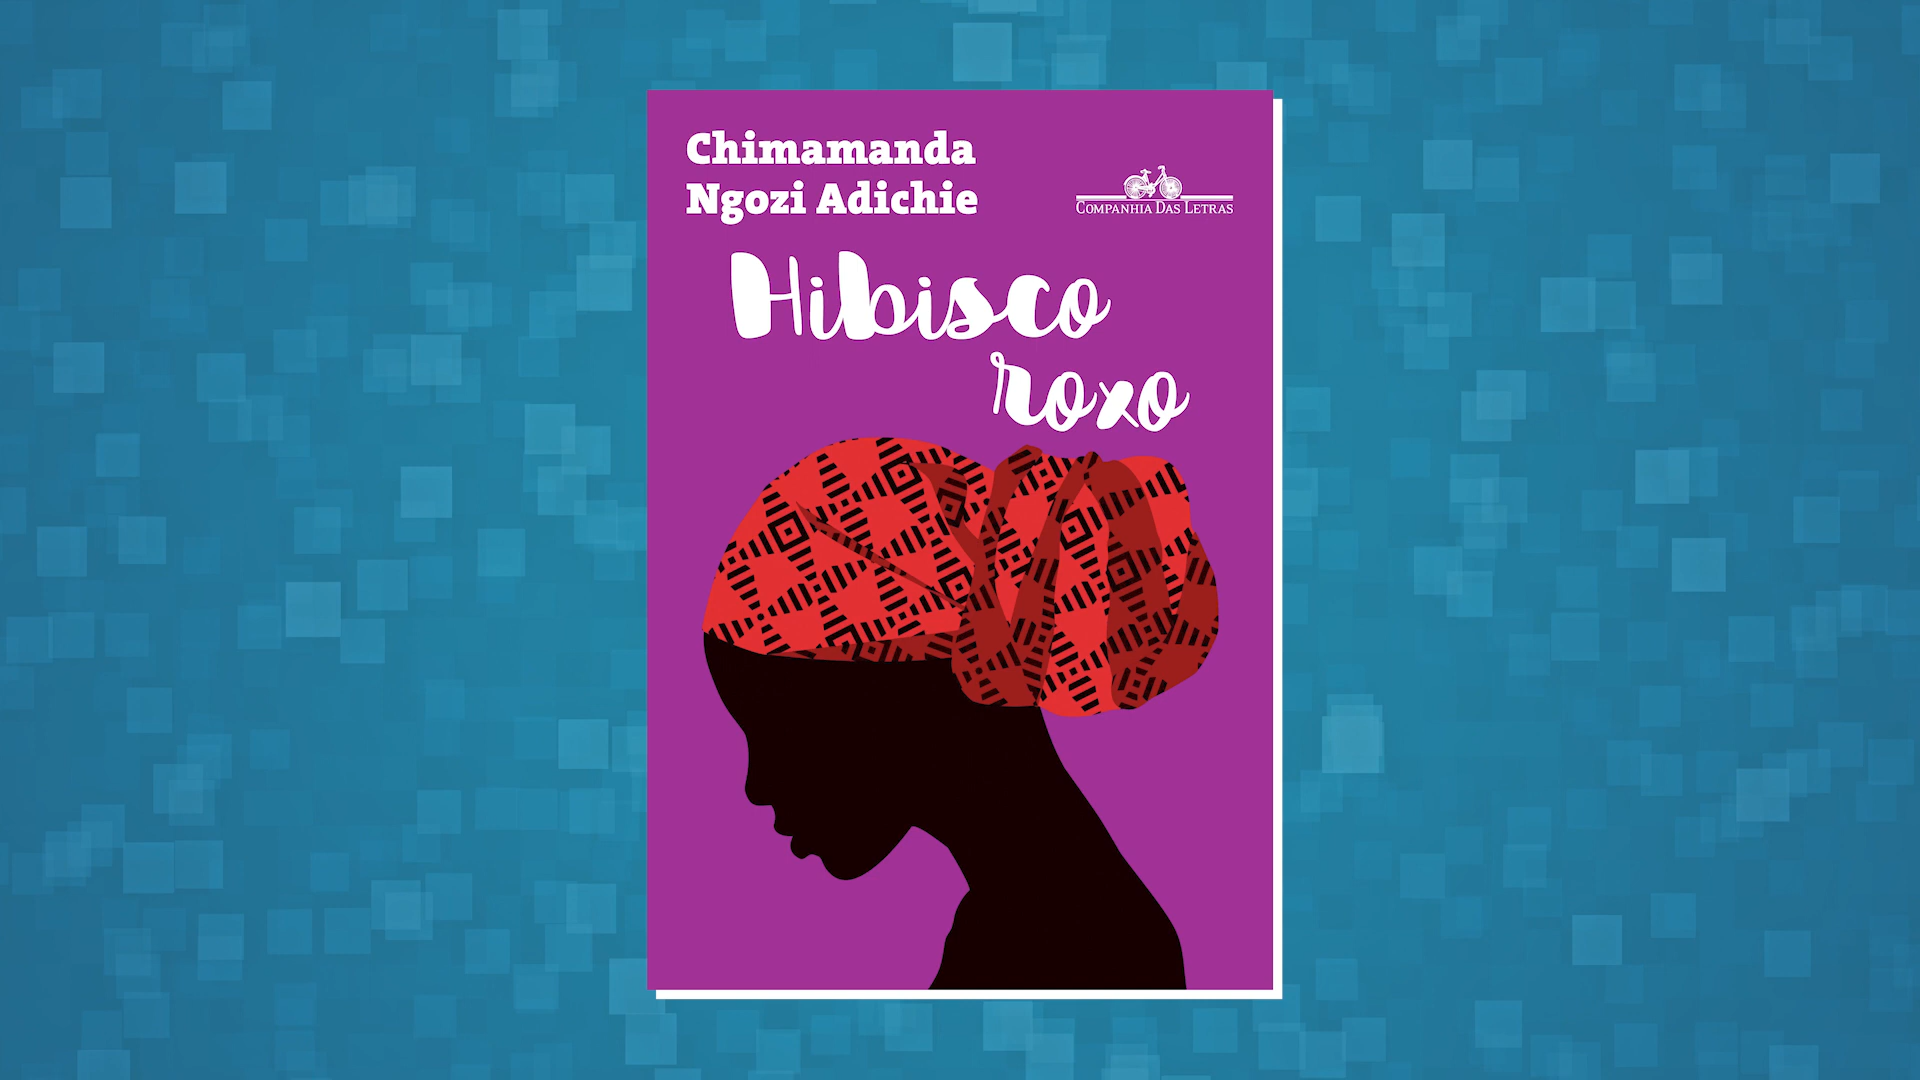 Chimamanda
Ngozi Adichie
COMPANHIA DAS LETRAS
Hibisco
roxo